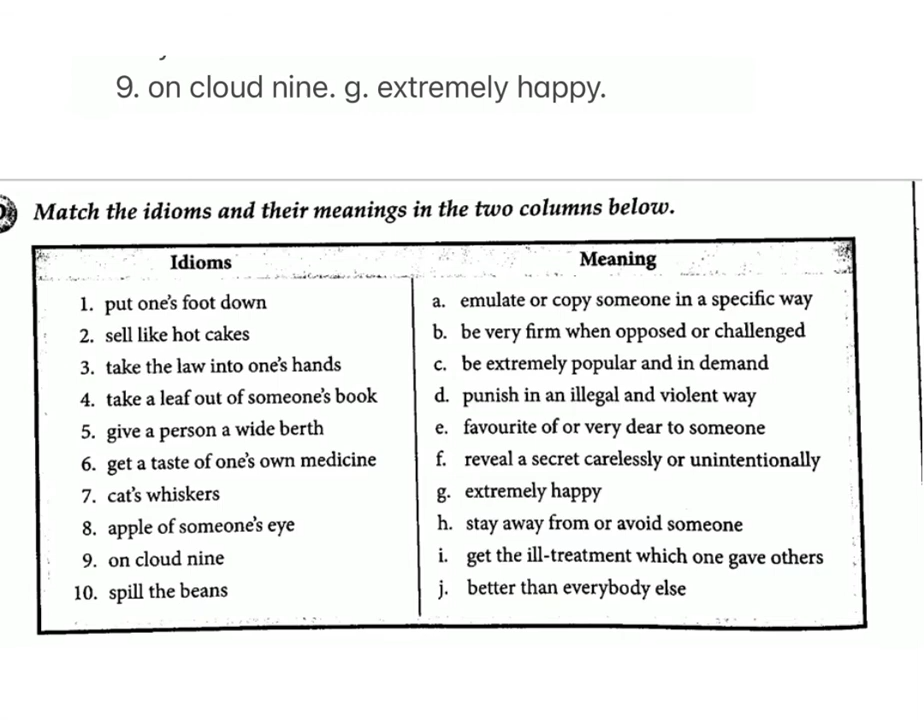 9. on cloud nine. g. extremely happy.
Match the idioms and their meanings in the two columns below.
Idioms Meaning
1. put one's foot down a. emulate or copy someone in a specific way
2. sell like hot cakes b. be very firm when opposed or challenged
3. take the law into one's hands c. be extremely popular and in demand
4. take a leaf out of someone's book d. punish in an illegal and violent way
5. give a person a wide berth e. favourite of or very dear to someone
6. get a taste of one's own medicine f. reveal a secret carelessly or unintentionally
7. cat's whiskers g. extremely happy
8. apple of someone's eye h. stay away from or avoid someone
9. on cloud nine i. get the ill-treatment which one gave others
10. spill the beans j. better than everybody else